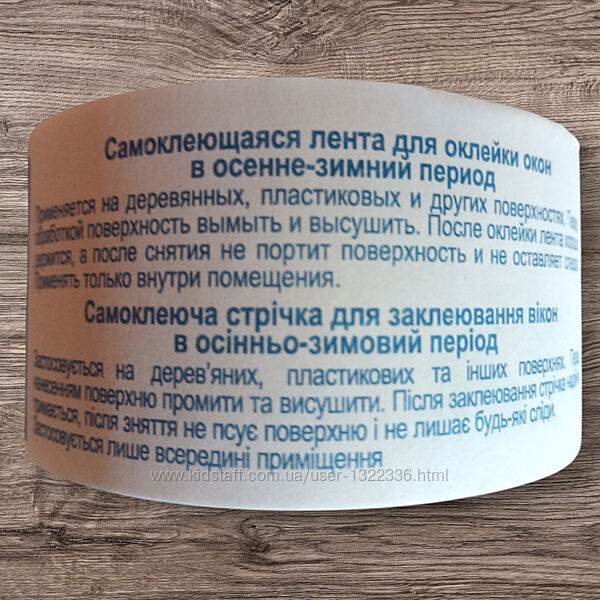 Самоклеющаяся лента для оклейки окон
в осенне-зимний период
Применяется на деревянных, пластиковых и других поверхностях.
обработкой поверхность вымыть и высушить. После оклейки лента
держится, а после снятия не портит поверхность и не оставляет
Применять только внутри помещения.
Самоклеюча стрічка для заклеювання вікон
в осінньо-зимовий період
Застосовується на дерев'яних, пластикових та інших поверхнях.
нанесенням поверхню промити та висушити. Після заклеювання стрічка
тримається, після зняття не псує поверхню і не лишає будь-які сліди.
Застосовується лише всередині приміщення
www.kidstaff.com.ua/user-1322336.html